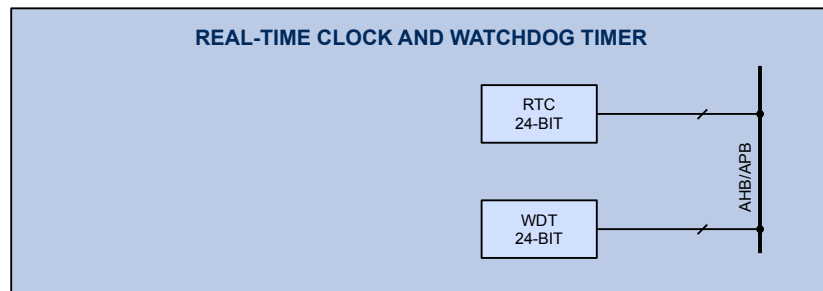 REAL-TIME CLOCK AND WATCHDOG TIMER
RTC
24-BIT
AHB/APB
WDT
24-BIT